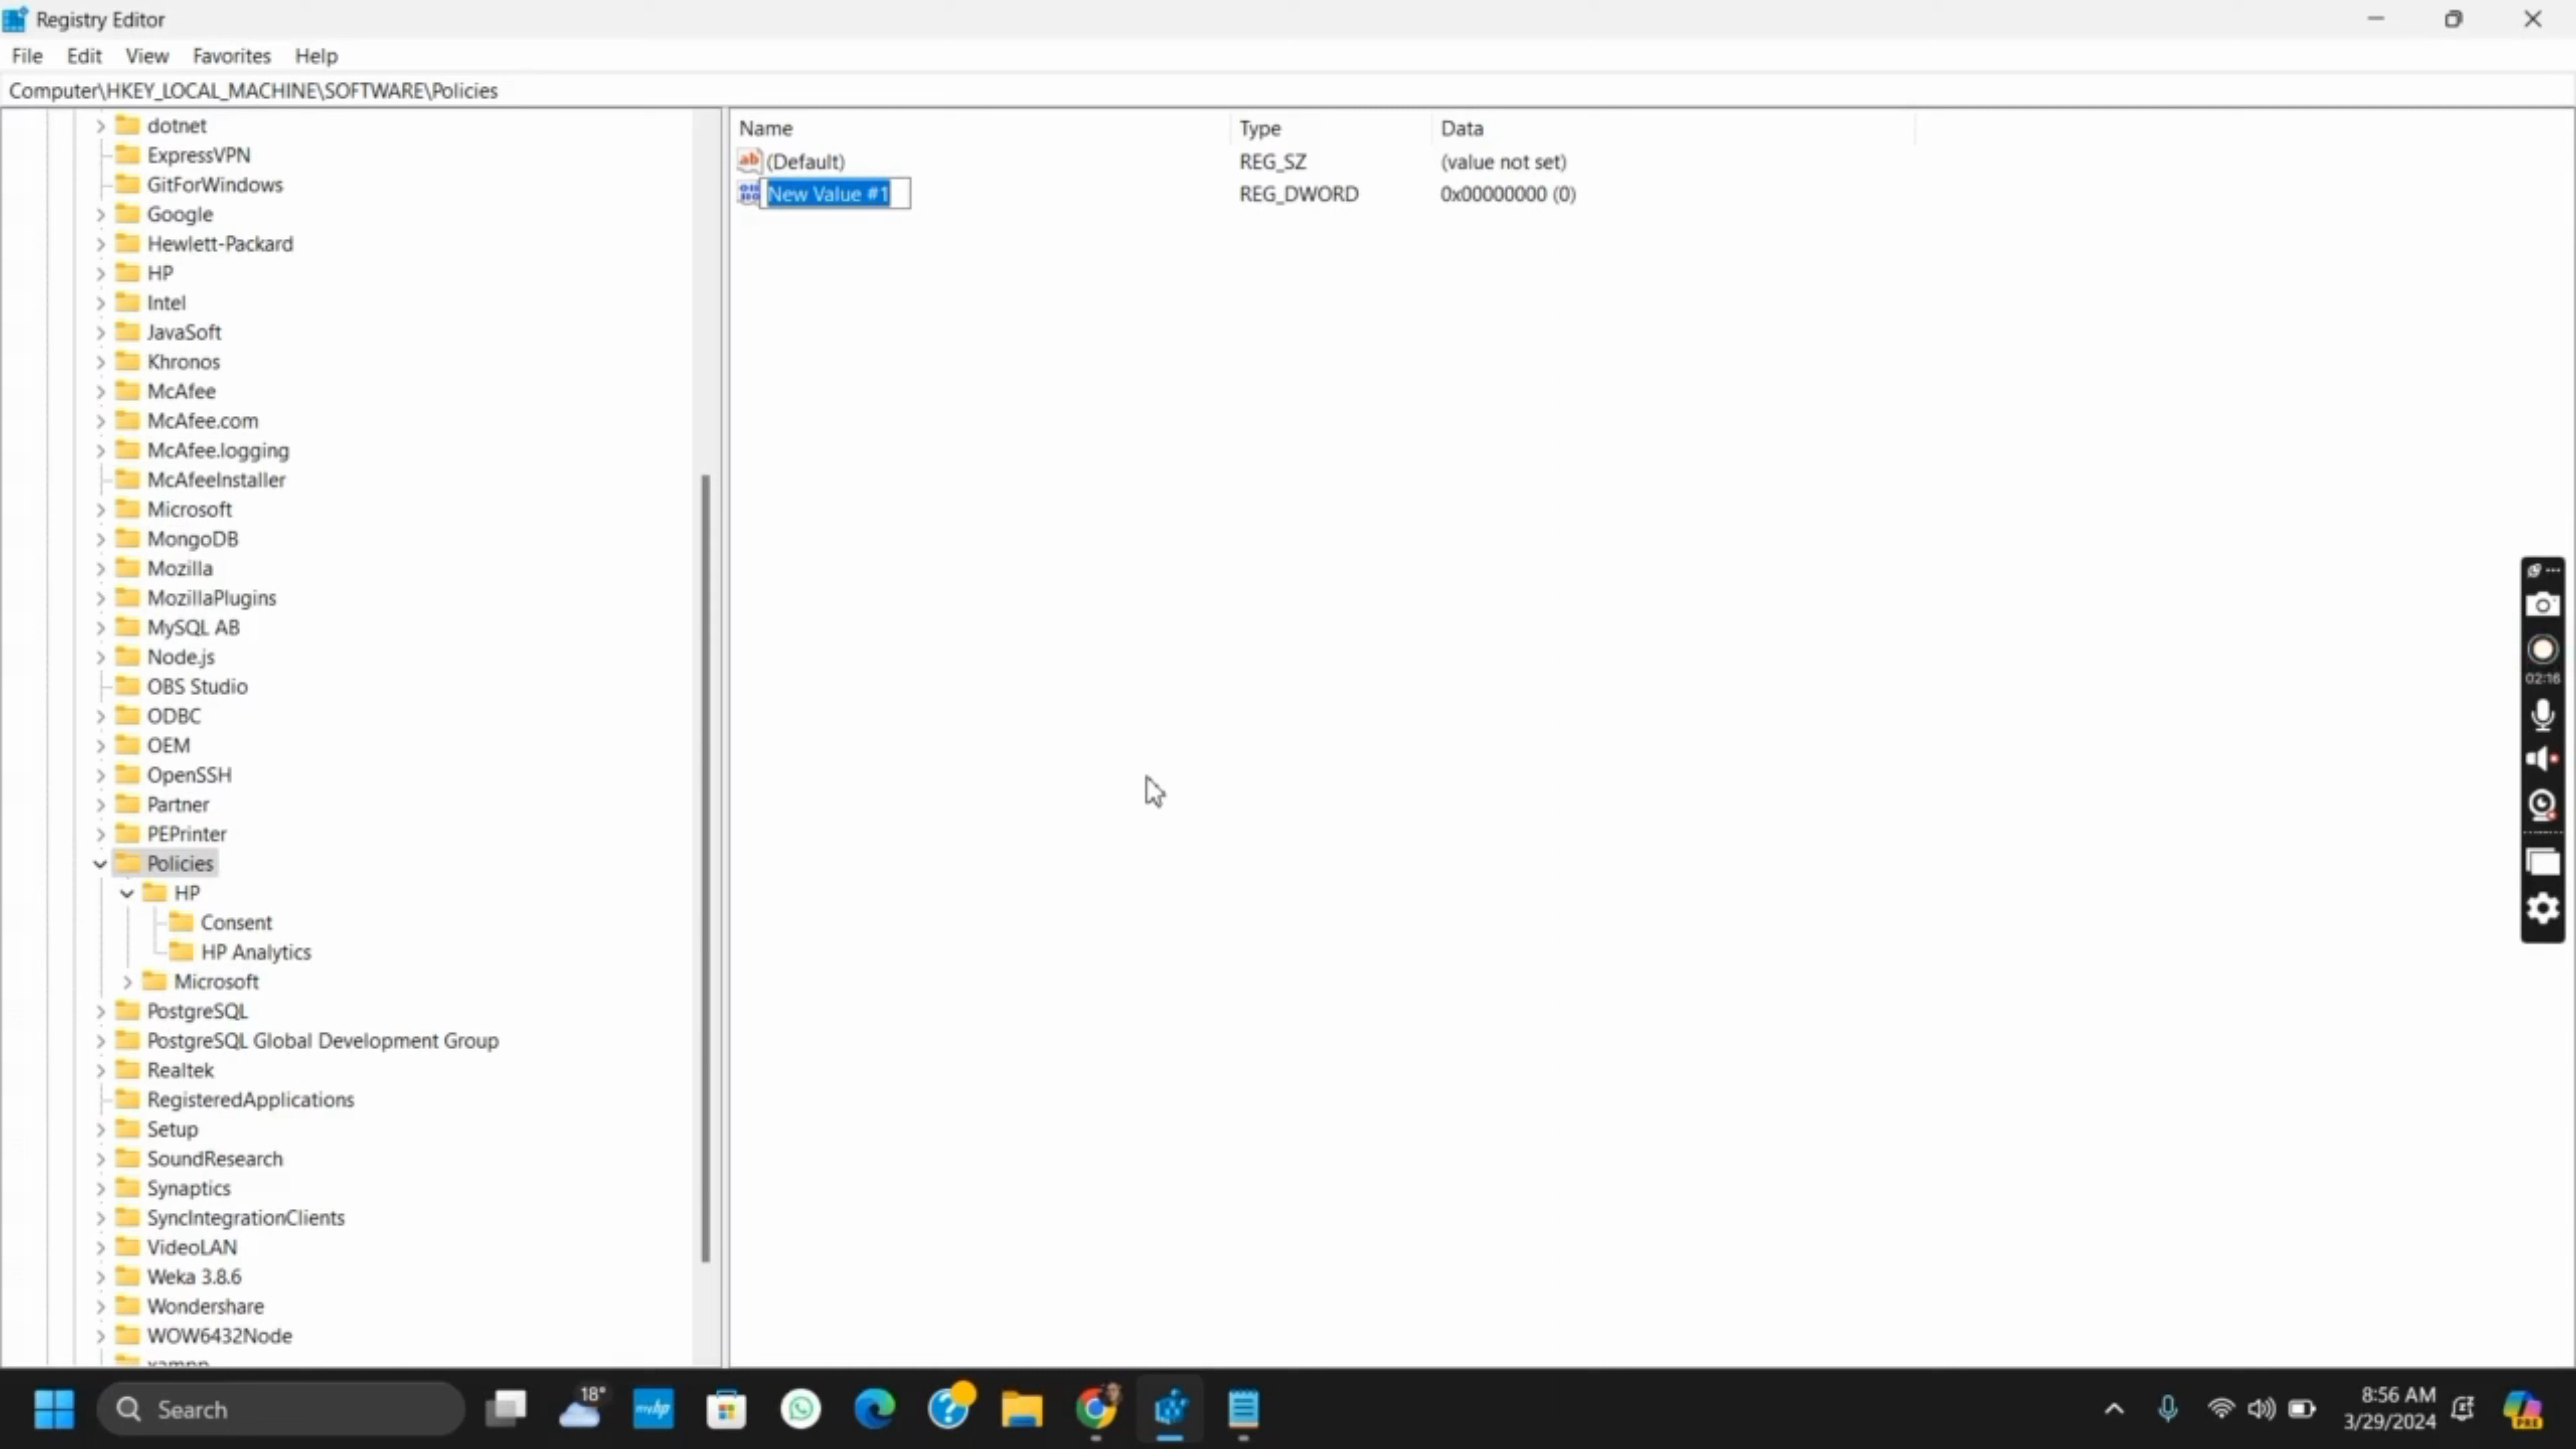 Registry Editor
File Edit View Favorites Help
Computer\HKEY_LOCAL_MACHINE\SOFTWARE\Policies
dotnet
ExpressVPN
GitForWindows
Google
Hewlett-Packard
HP
Intel
JavaSoft
Khronos
McAfee
McAfee.com
McAfee.logging
McAfeeInstaller
Microsoft
MongoDB
Mozilla
MozillaPlugins
MySQL AB
Node.js
OBS Studio
ODBC
OEM
OpenSSH
Partner
PEPrinter
Policies
HP
Consent
HP Analytics
Microsoft
PostgreSQL
PostgreSQL Global Development Group
Realtek
RegisteredApplications
Setup
SoundResearch
Synaptics
SyncIntegrationClients
VideoLAN
Weka 3.8.6
Wondershare
WOW6432Node
xampp
Name Type Data
(Default) REG_SZ (value not set)
New Value #1 REG_DWORD 0x00000000 (0)
02:16
Search
18°
myhp
8:56 AM
3/29/2024
PRE